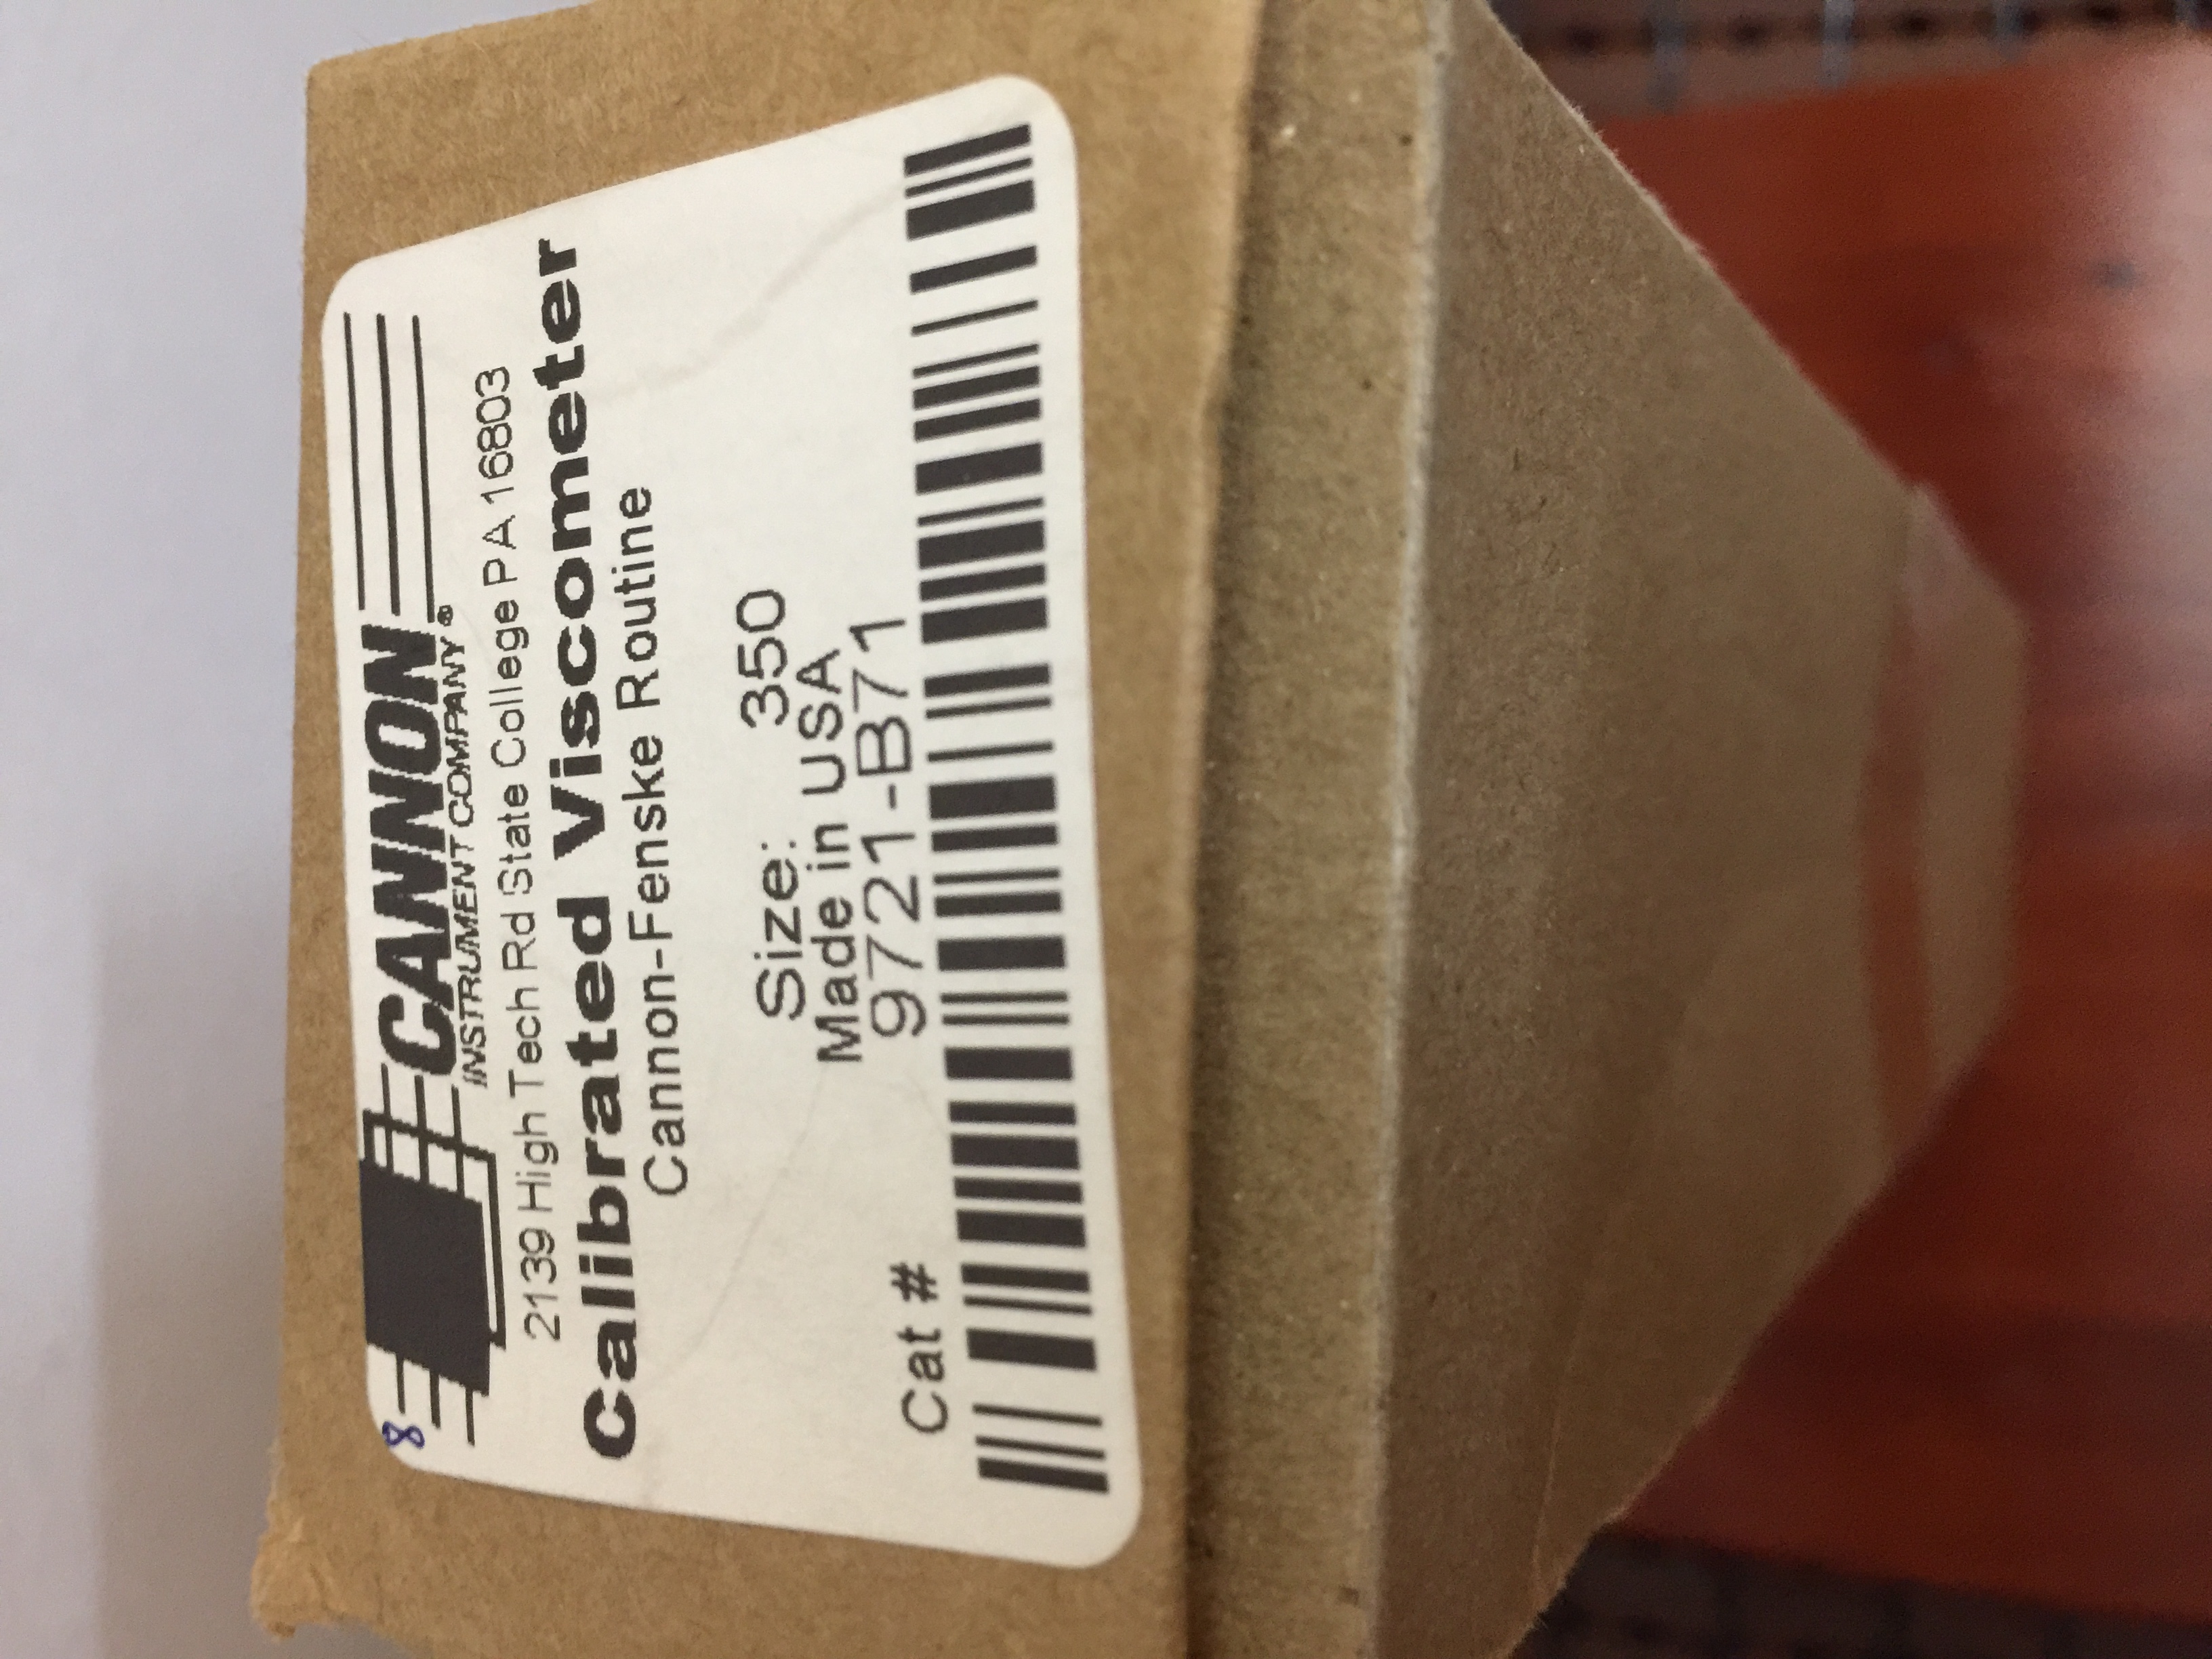 8
CANNON
INSTRUMENT COMPANY®
2139 High Tech Rd State College PA 16803
Calibrated Viscometer
Cannon-Fenske Routine
Size: 350
Made in USA
Cat # 9721-B71